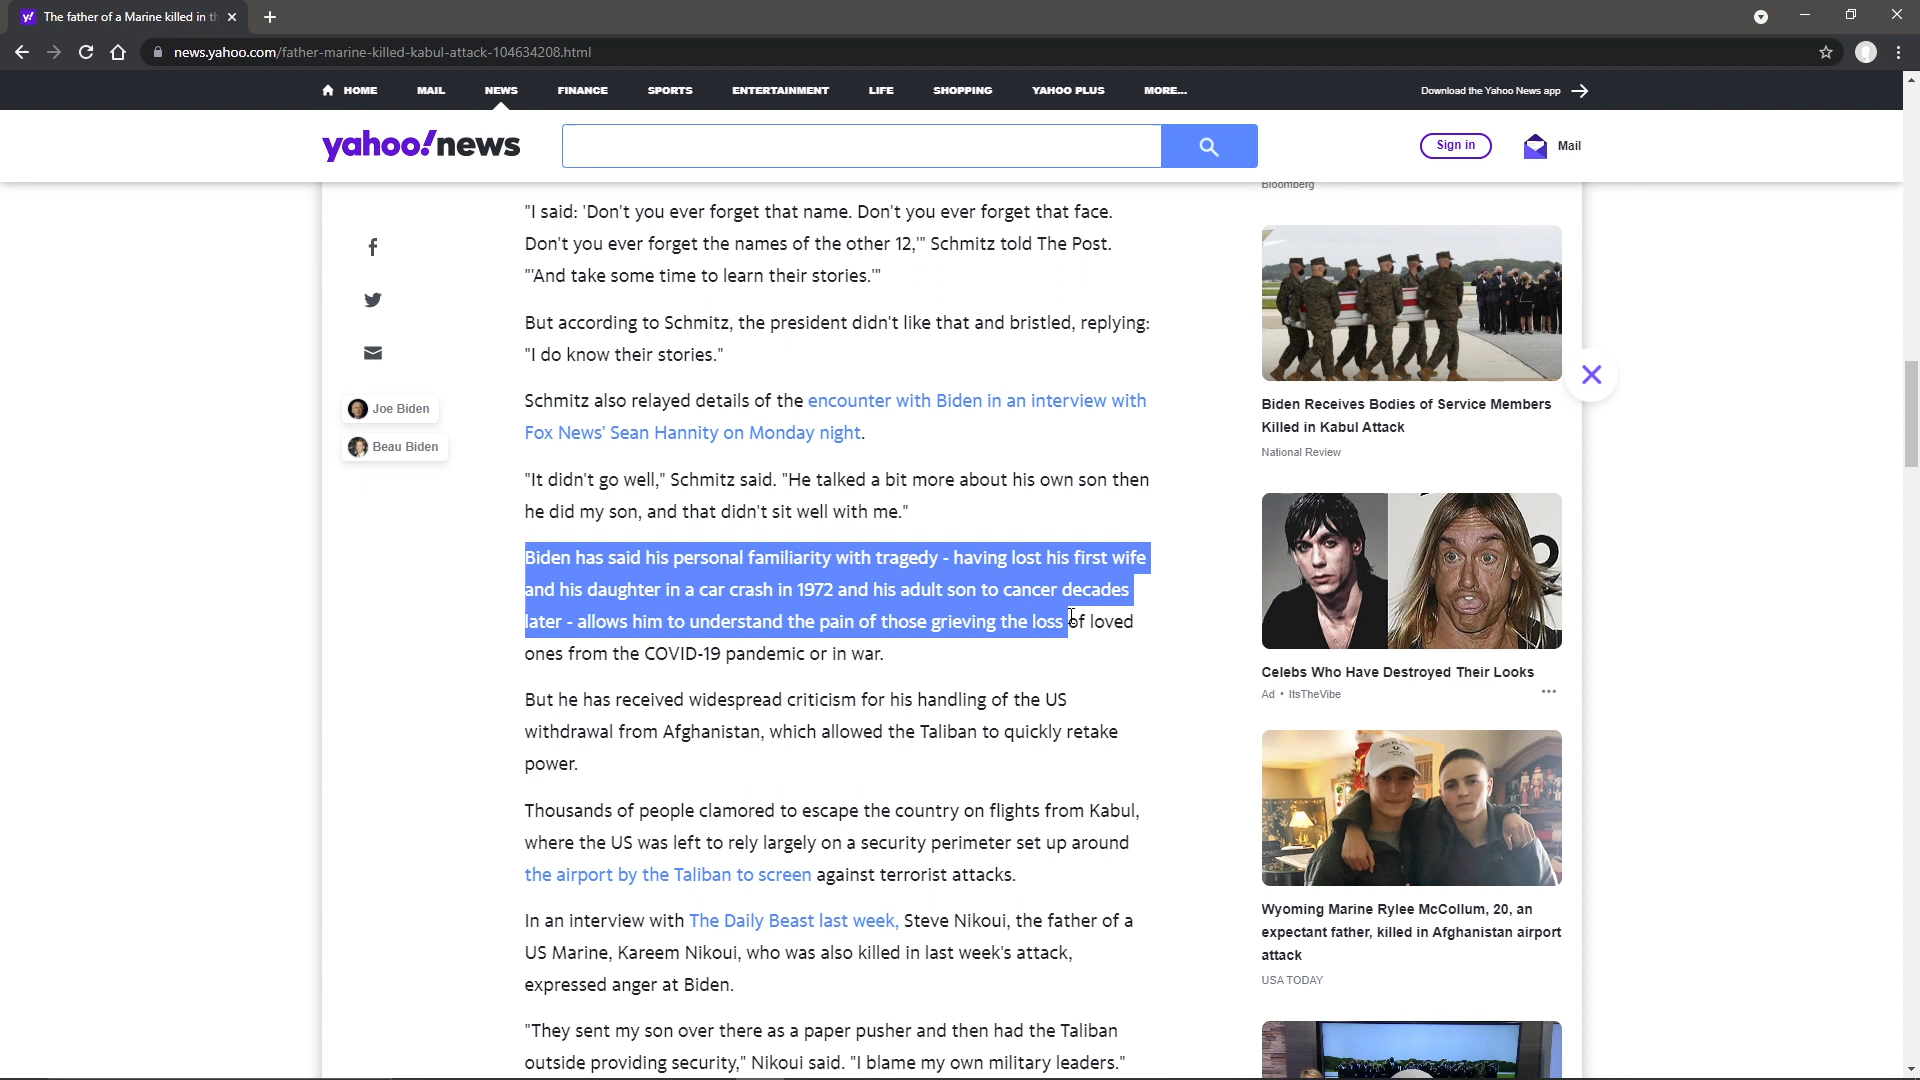 The father of a Marine killed in th
news.yahoo.com/father-marine-killed-kabul-attack-104634208.html
HOME MAIL NEWS FINANCE SPORTS ENTERTAINMENT LIFE SHOPPING YAHOO PLUS MORE... Download the Yahoo News app
yahoo!news
Sign in
Mail
"I said: 'Don't you ever forget that name. Don't you ever forget that face.
Don't you ever forget the names of the other 12,'" Schmitz told The Post.
"'And take some time to learn their stories.'"
But according to Schmitz, the president didn't like that and bristled, replying:
"I do know their stories."
Schmitz also relayed details of the encounter with Biden in an interview with
Fox News' Sean Hannity on Monday night.
"It didn't go well," Schmitz said. "He talked a bit more about his own son then
he did my son, and that didn't sit well with me."
Biden has said his personal familiarity with tragedy - having lost his first wife
and his daughter in a car crash in 1972 and his adult son to cancer decades
later - allows him to understand the pain of those grieving the loss of loved
ones from the COVID-19 pandemic or in war.
But he has received widespread criticism for his handling of the US
withdrawal from Afghanistan, which allowed the Taliban to quickly retake
power.
Thousands of people clamored to escape the country on flights from Kabul,
where the US was left to rely largely on a security perimeter set up around
the airport by the Taliban to screen against terrorist attacks.
In an interview with The Daily Beast last week, Steve Nikoui, the father of a
US Marine, Kareem Nikoui, who was also killed in last week's attack,
expressed anger at Biden.
"They sent my son over there as a paper pusher and then had the Taliban
outside providing security," Nikoui said. "I blame my own military leaders."
Joe Biden
Beau Biden
Bloomberg
Biden Receives Bodies of Service Members
Killed in Kabul Attack
National Review
Celebs Who Have Destroyed Their Looks
Ad • ItsTheVibe
Wyoming Marine Rylee McCollum, 20, an
expectant father, killed in Afghanistan airport
attack
USA TODAY